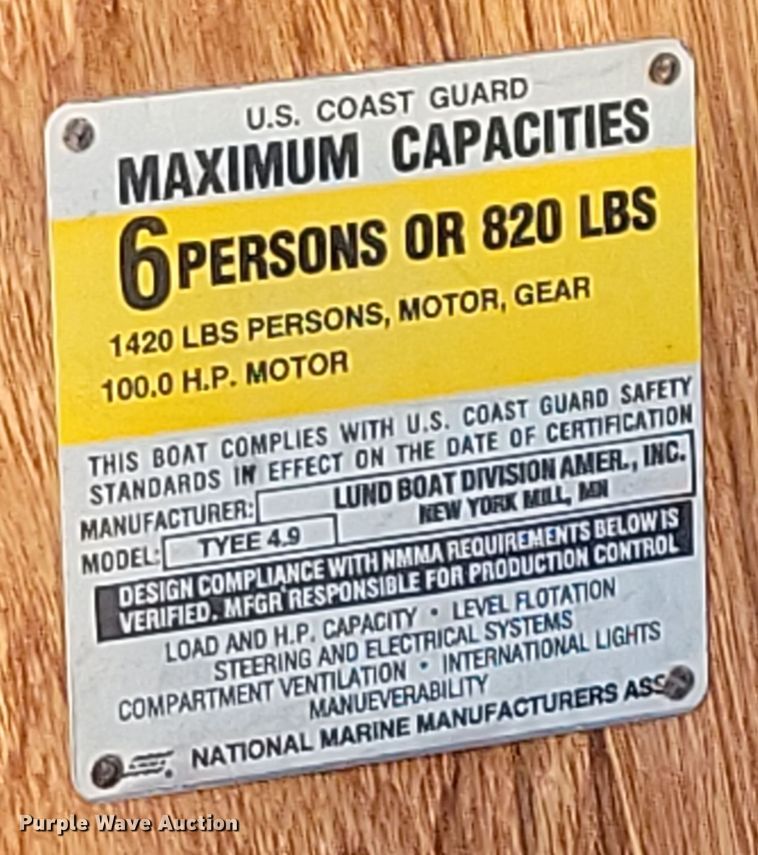 U.S. COAST GUARD
MAXIMUM CAPACITIES
6 PERSONS OR 820 LBS
1420 LBS PERSONS, MOTOR, GEAR
100.0 H.P. MOTOR
THIS BOAT COMPLIES WITH U.S. COAST GUARD SAFETY
STANDARDS IN EFFECT ON THE DATE OF CERTIFICATION
MANUFACTURER: LUND BOAT DIVISION AMER., INC.
NEW YORK MILL, MN
MODEL: TYEE 4.9
DESIGN COMPLIANCE WITH NMMA REQUIREMENTS BELOW IS
VERIFIED. MFGR RESPONSIBLE FOR PRODUCTION CONTROL
LOAD AND H.P. CAPACITY • LEVEL FLOTATION
STEERING AND ELECTRICAL SYSTEMS
COMPARTMENT VENTILATION • INTERNATIONAL LIGHTS
MANUEVERABILITY
NATIONAL MARINE MANUFACTURERS ASS
Purple Wave Auction